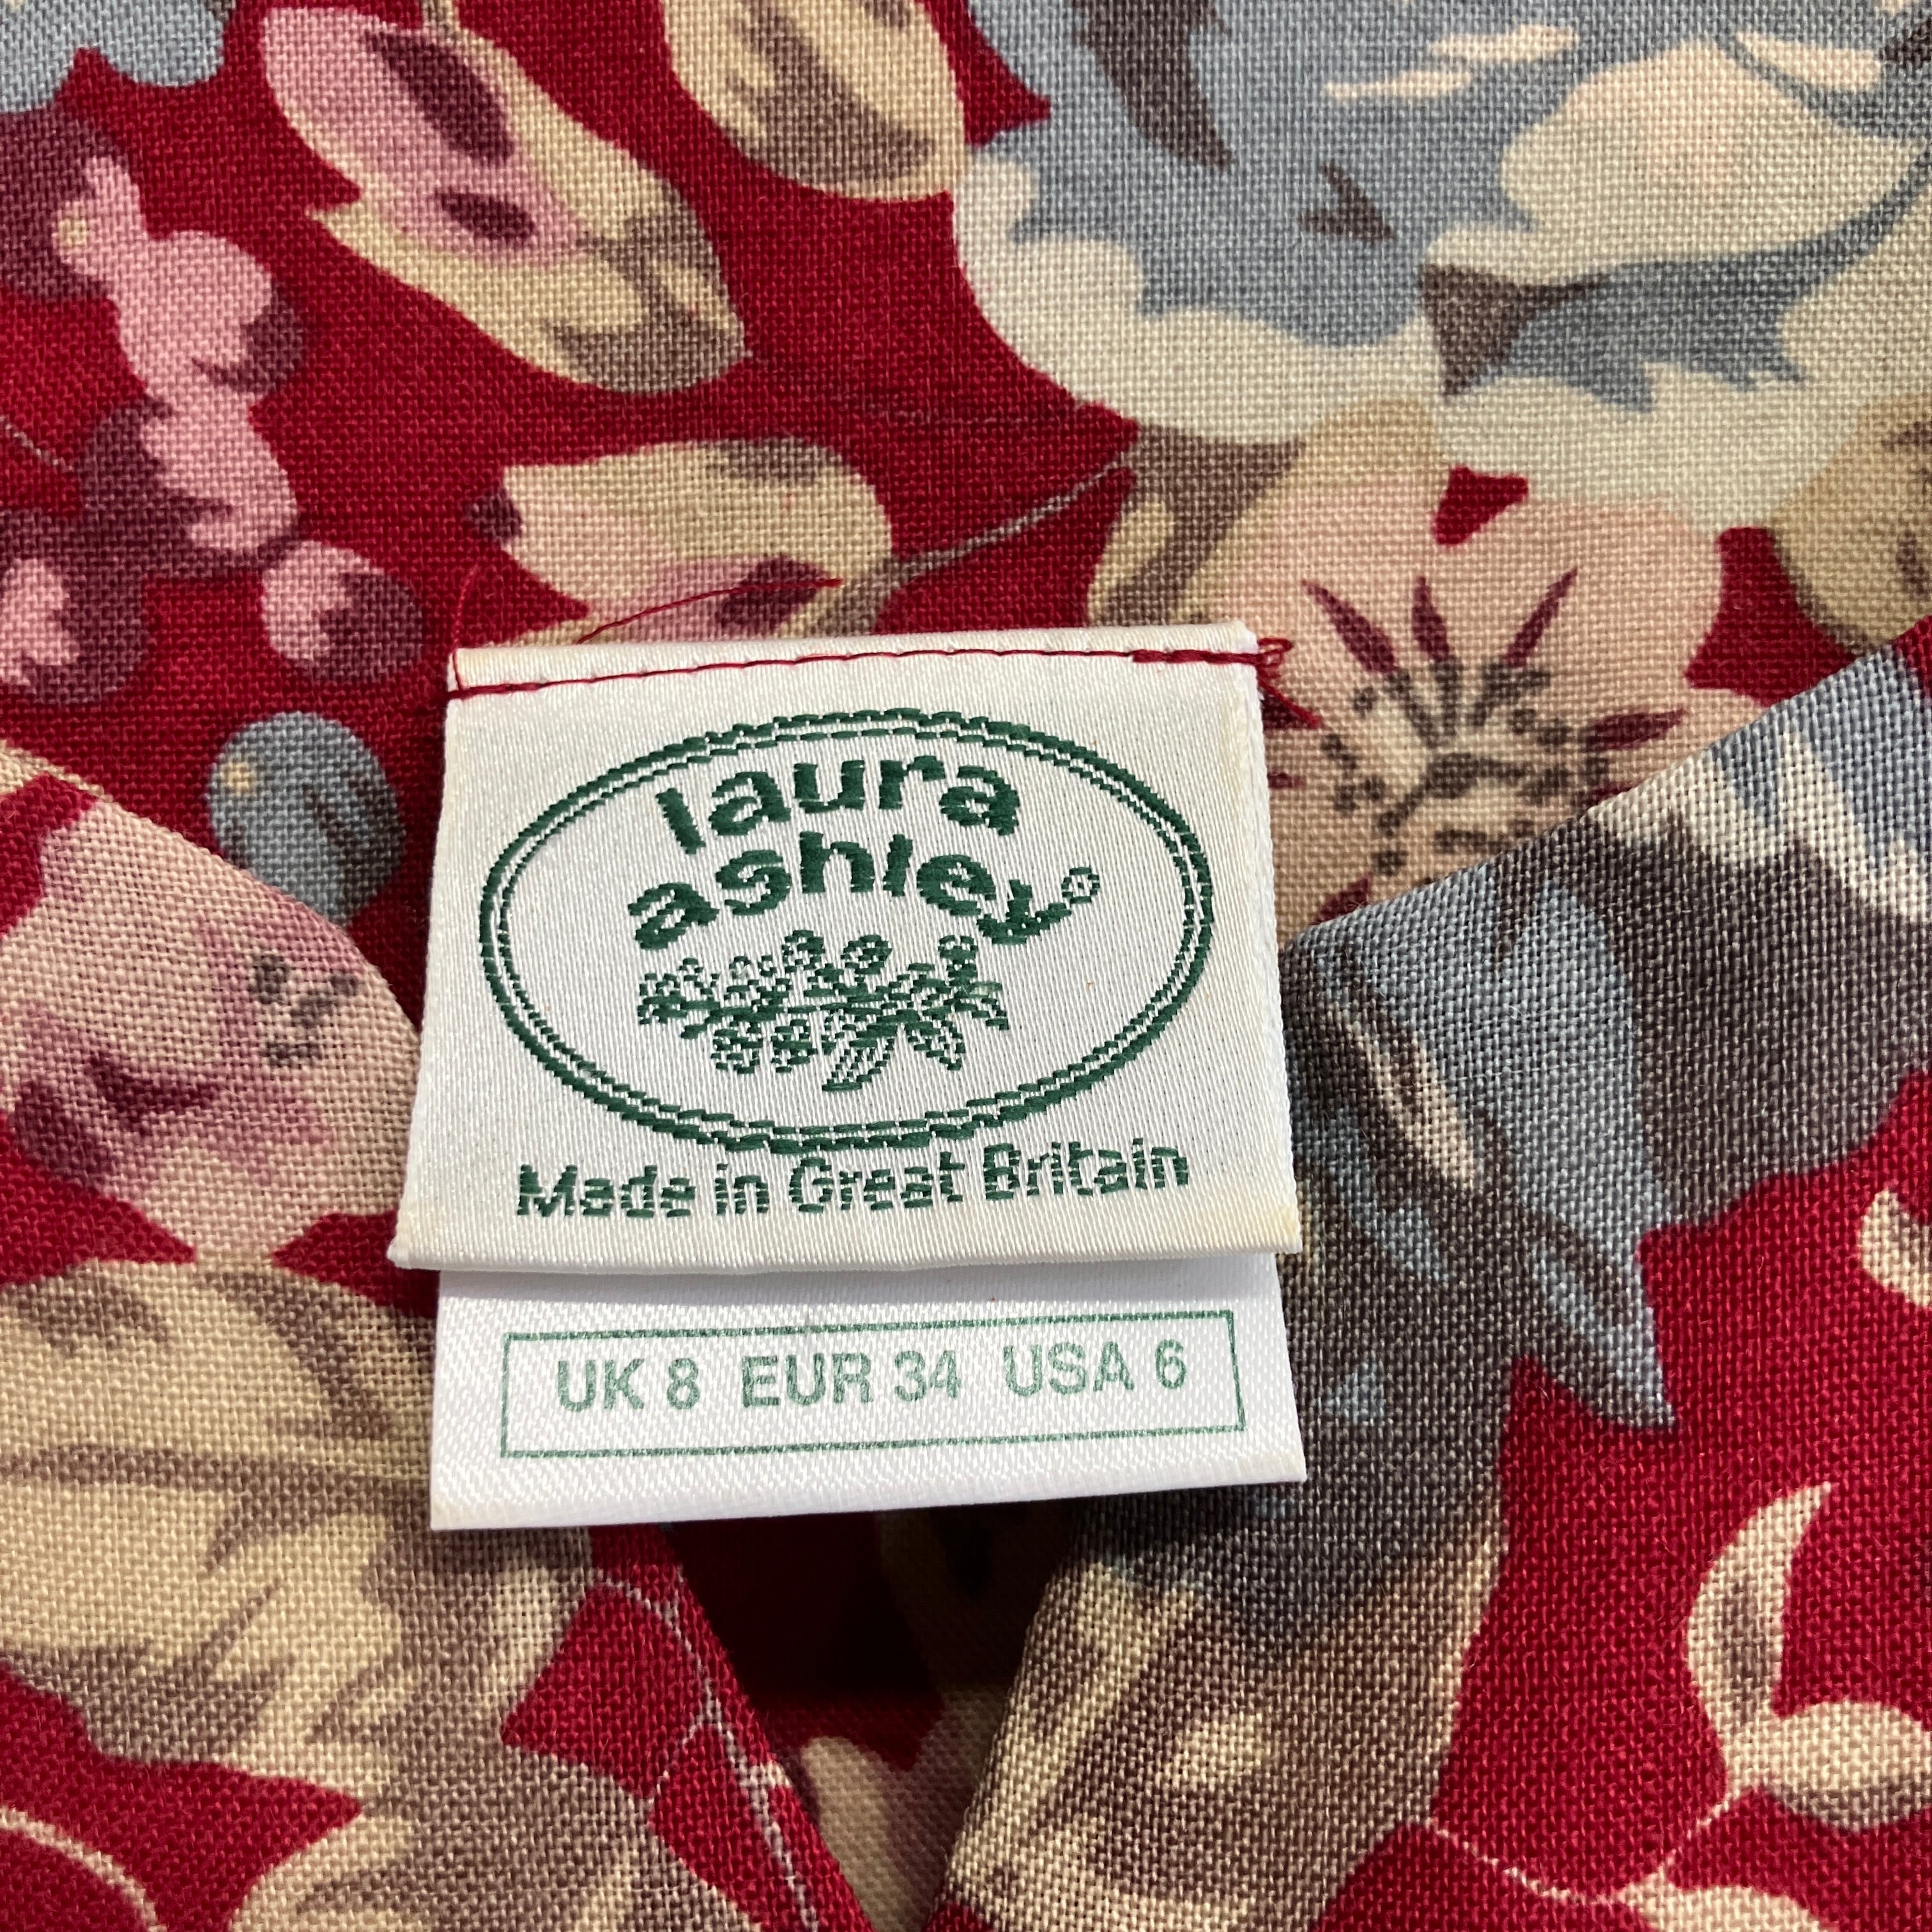 laura
ashley®
Made in Great Britain
UK 8 EUR 34 USA 6